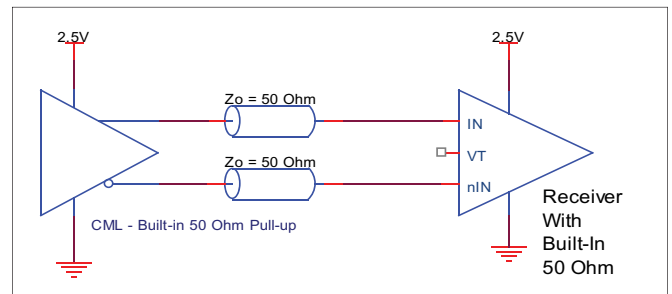 2.5V
2.5V
Zo = 50 Ohm
IN
VT
Zo = 50 Ohm
nIN
CML - Built-in 50 Ohm Pull-up
Receiver
With
Built-In
50 Ohm